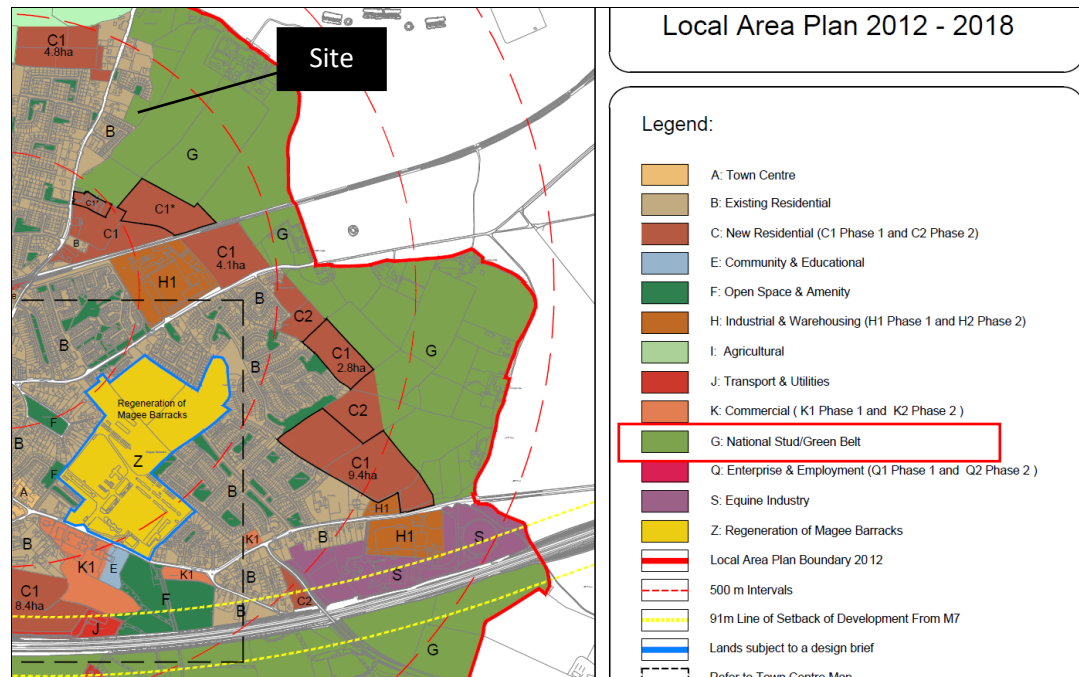 Local Area Plan 2012 - 2018
Site
C1
4.8ha
B
G
C1*
C1*
C1
B
C1
4.1ha
G
H1
B
B
C2
G
C1
2.8ha
B
C2
Regeneration of
Magee Barracks
F
B
Z
B
C1
9.4ha
F
A
H1
B
H1
S
K1
B
K1
E
K1
B
S
C1
8.4ha
F
C2
B
J
G
Legend:
A: Town Centre
B: Existing Residential
C: New Residential (C1 Phase 1 and C2 Phase 2)
E: Community & Educational
F: Open Space & Amenity
H: Industrial & Warehousing (H1 Phase 1 and H2 Phase 2)
I: Agricultural
J: Transport & Utilities
K: Commercial ( K1 Phase 1 and K2 Phase 2 )
G: National Stud/Green Belt
Q: Enterprise & Employment (Q1 Phase 1 and Q2 Phase 2 )
S: Equine Industry
Z: Regeneration of Magee Barracks
Local Area Plan Boundary 2012
500 m Intervals
91m Line of Setback of Development From M7
Lands subject to a design brief
Refer to Town Centre Map